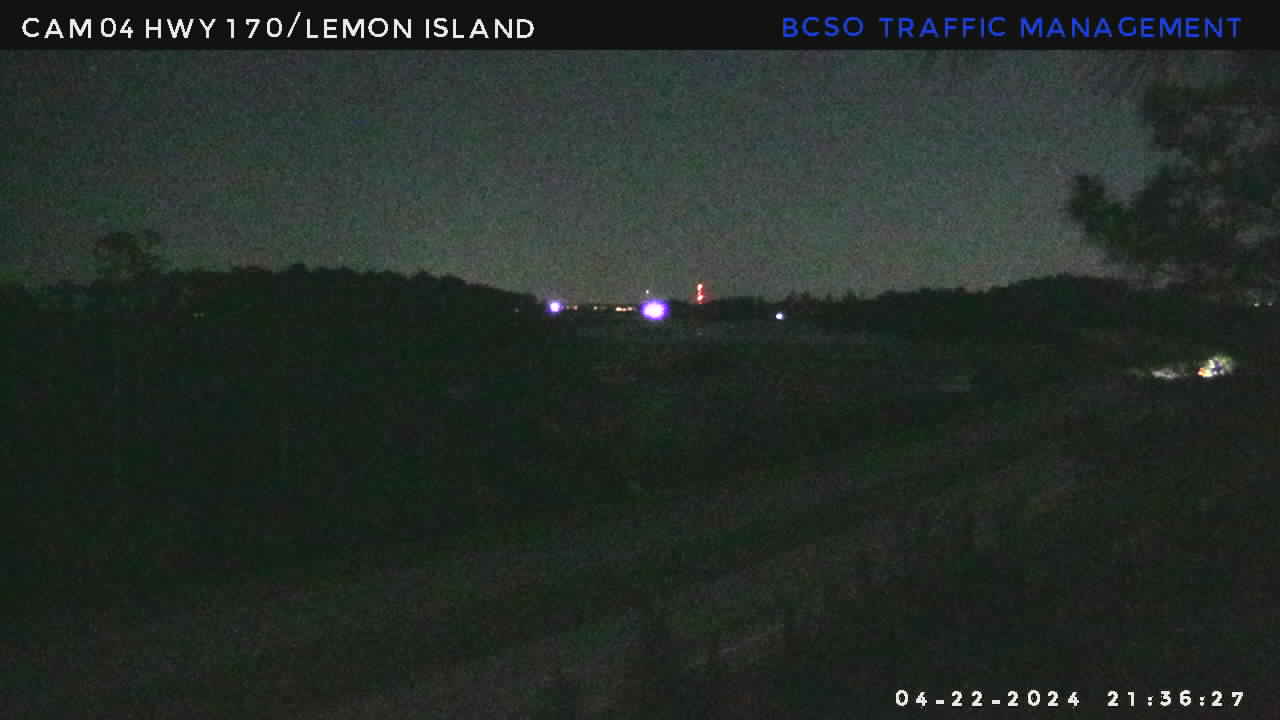 CAM04 HWY 170/LEMON ISLAND
BCSO TRAFFIC MANAGEMENT
04-22-2024 21:36:27